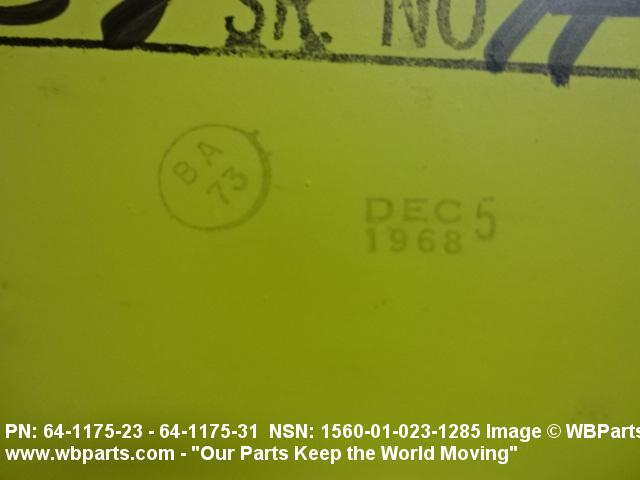 SR. NO
BA
73
DEC 5
1968
PN: 64-1175-23 - 64-1175-31 NSN: 1560-01-023-1285 Image © WBParts
www.wbparts.com - "Our Parts Keep the World Moving"